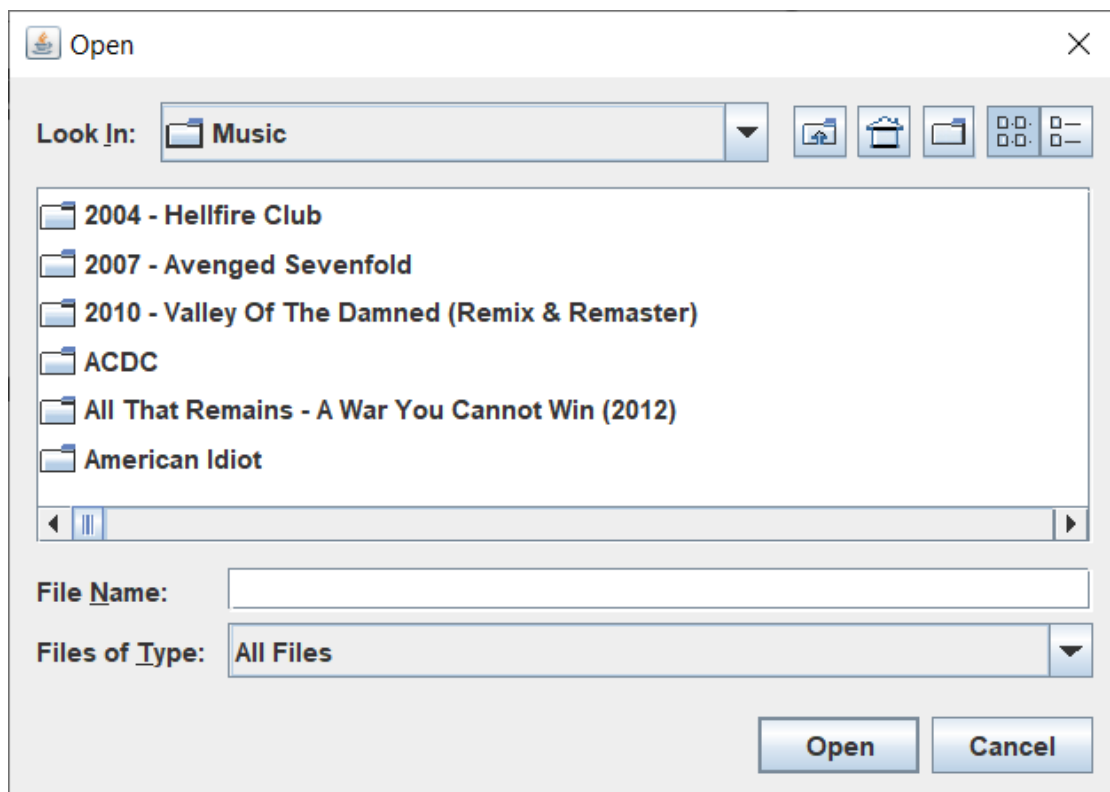 Open
Look In: Music
2004 - Hellfire Club
2007 - Avenged Sevenfold
2010 - Valley Of The Damned (Remix & Remaster)
ACDC
All That Remains - A War You Cannot Win (2012)
American Idiot
File Name:
Files of Type: All Files
Open Cancel